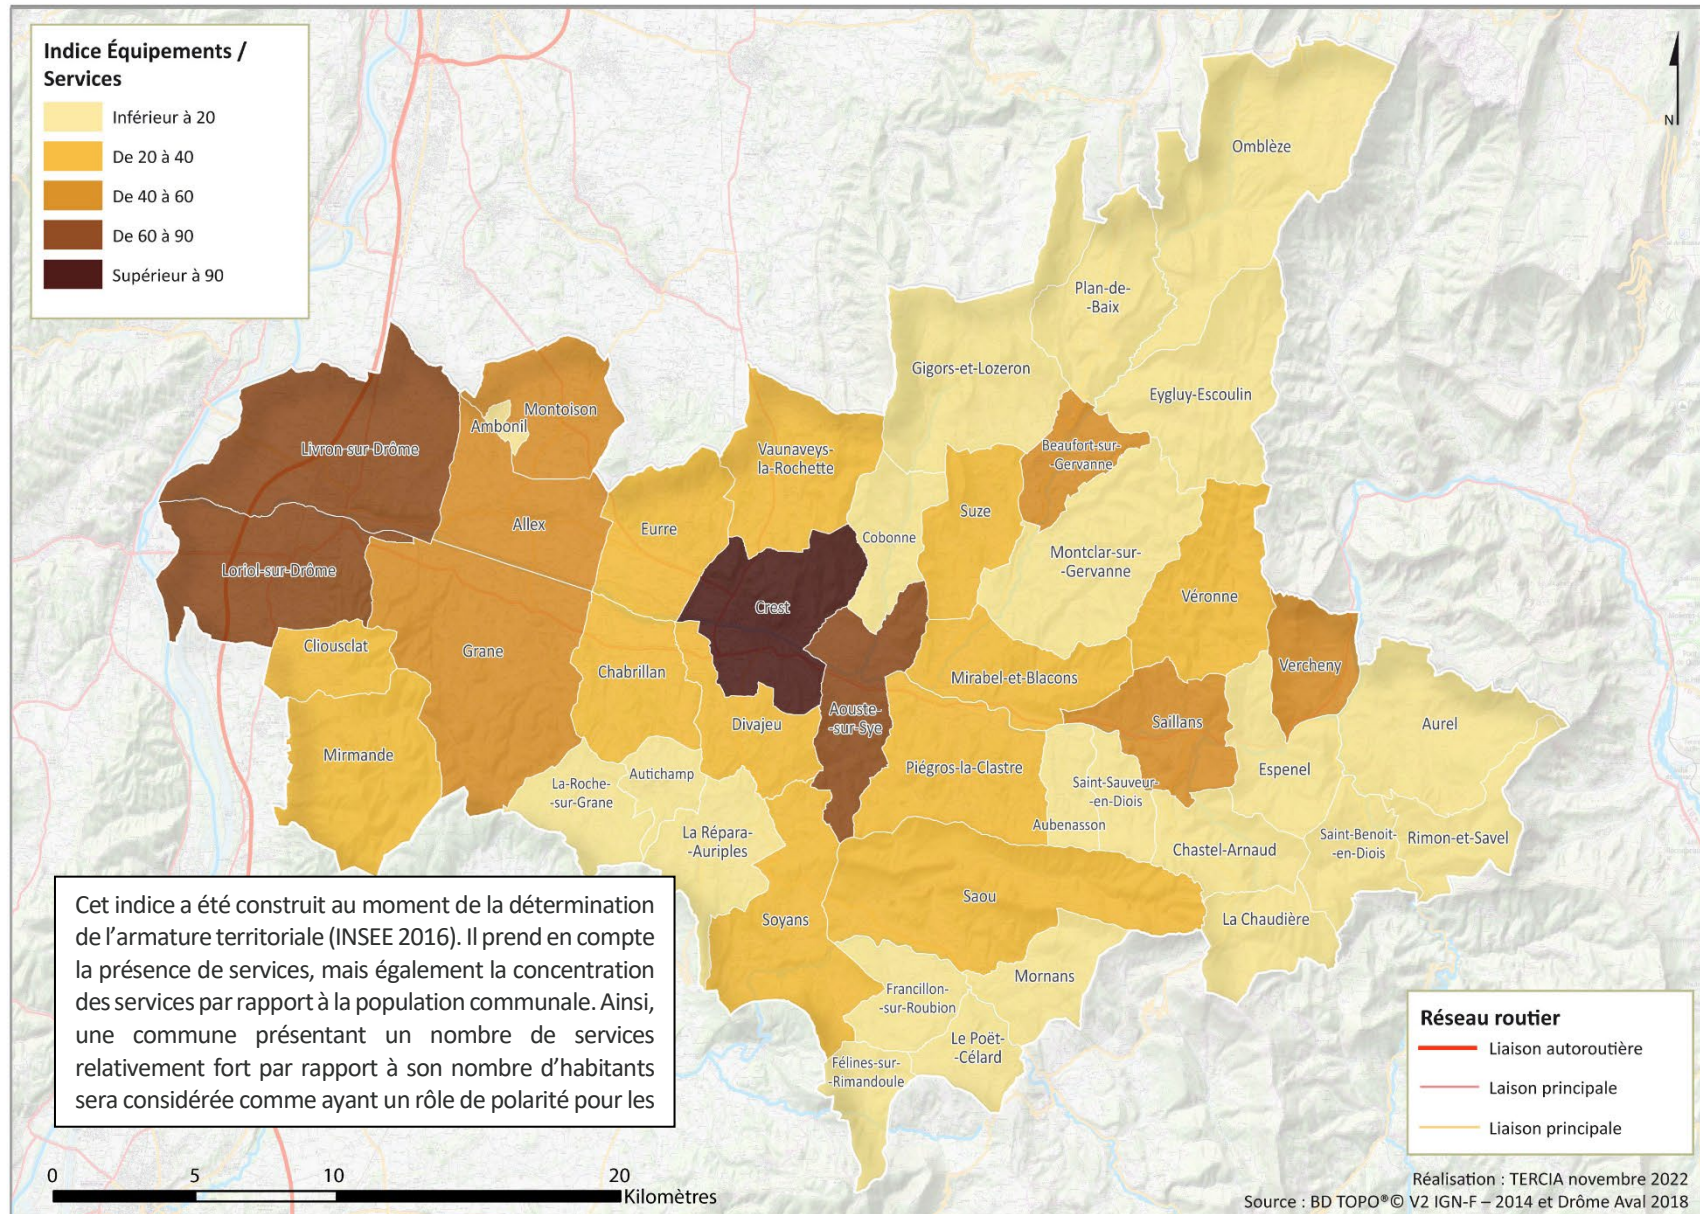 Indice Équipements /
Services
Inférieur à 20
De 20 à 40
De 40 à 60
De 60 à 90
Supérieur à 90
N
Omblèze
Plan-de-
-Baix
Gigors-et-Lozeron
Eygluy-Escoulin
Montoison
Ambonil
Livron-sur-Drôme
Vaunaveys-
la-Rochette
Beaufort-sur-
-Gervanne
Allex
Eurre
Suze
Cobonne
Montclar-sur-
-Gervanne
Loriol-sur-Drôme
Crest
Véronne
Cliousclat
Grane
Chabrillan
Mirabel-et-Blacons
Vercheny
Aouste-
-sur-Sye
Divajeu
Saillans
Aurel
Mirmande
Piégros-la-Clastre
Espenel
La-Roche-
-sur-Grane
Autichamp
Saint-Sauveur-
-en-Diois
Aubenasson
La Répara-
-Auriples
Chastel-Arnaud
Saint-Benoit-
-en-Diois
Rimon-et-Savel
Saou
Soyans
La Chaudière
Mornans
Francillon-
-sur-Roubion
Le Poët-
-Célard
Félines-sur-
-Rimandoule
Cet indice a été construit au moment de la détermination
de l’armature territoriale (INSEE 2016). Il prend en compte
la présence de services, mais également la concentration
des services par rapport à la population communale. Ainsi,
une commune présentant un nombre de services
relativement fort par rapport à son nombre d’habitants
sera considérée comme ayant un rôle de polarité pour les
Réseau routier
Liaison autoroutière
Laison principale
Liaison principale
0 5 10 20
Kilomètres
Réalisation : TERCIA novembre 2022
Source : BD TOPO®© V2 IGN-F – 2014 et Drôme Aval 2018